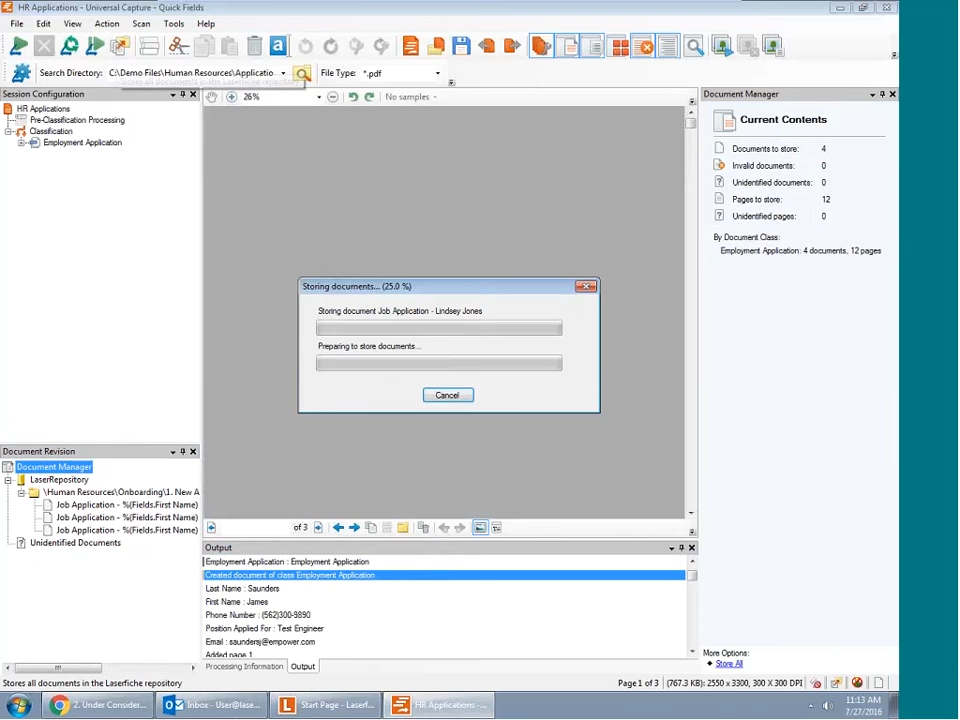 HR Applications - Universal Capture - Quick Fields
File Edit View Action Scan Tools Help
Search Directory: C:\Demo Files\Human Resources\Applicatio File Type: *.pdf
Stores all documents in the Laserfiche repository
Session Configuration
HR Applications
Pre-Classification Processing
Classification
Employment Application
26% No samples
Document Manager
Current Contents
Documents to store: 4
Invalid documents: 0
Unidentified documents: 0
Pages to store: 12
Unidentified pages: 0
By Document Class:
Employment Application: 4 documents, 12 pages
Storing documents... (25.0 %)
Storing document Job Application - Lindsey Jones
Preparing to store documents...
Cancel
Document Revision
Document Manager
LaserRepository
\Human Resources\Onboarding\1. New A
Job Application - %(Fields.First Name)
Job Application - %(Fields.First Name)
Job Application - %(Fields.First Name)
Unidentified Documents
of 3
Output
Employment Application : Employment Application
Created document of class Employment Application
Last Name : Saunders
First Name : James
Phone Number : (562)300-9890
Position Applied For : Test Engineer
Email : saundersj@empower.com
Added page 1
Processing Information Output
More Options:
Store All
Stores all documents in the Laserfiche repository
Page 1 of 3 (767.3 KB) 2550 x 3300, 300 X 300 DPI
2. Under Consider... Inbox - User@lase... Start Page - Laserf... HR Applications -...
11:13 AM
7/27/2016